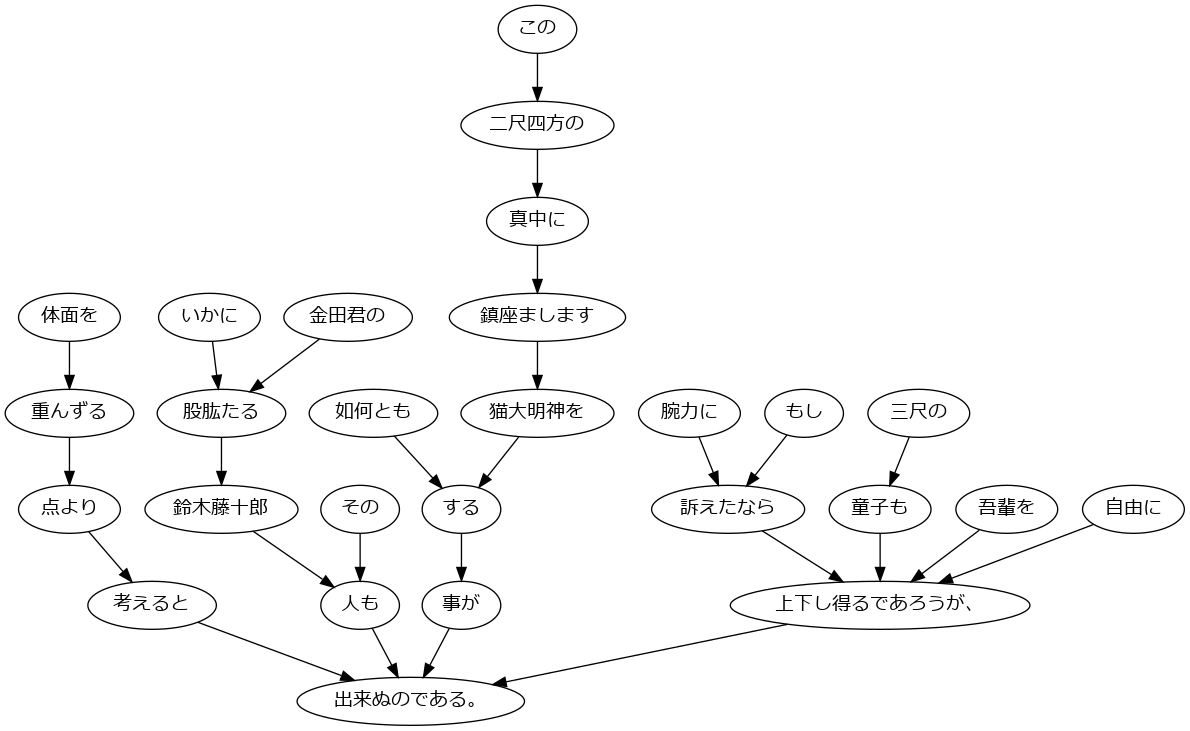 この
二尺四方の
真中に
体面を
いかに
金田君の
鎮座まします
重んずる
股肱たる
如何とも
猫大明神を
腕力に
もし
三尺の
点より
鈴木藤十郎
その
する
訴えたなら
童子も
吾輩を
自由に
考えると
人も
事が
上下し得るであろうが、
出来ぬのである。